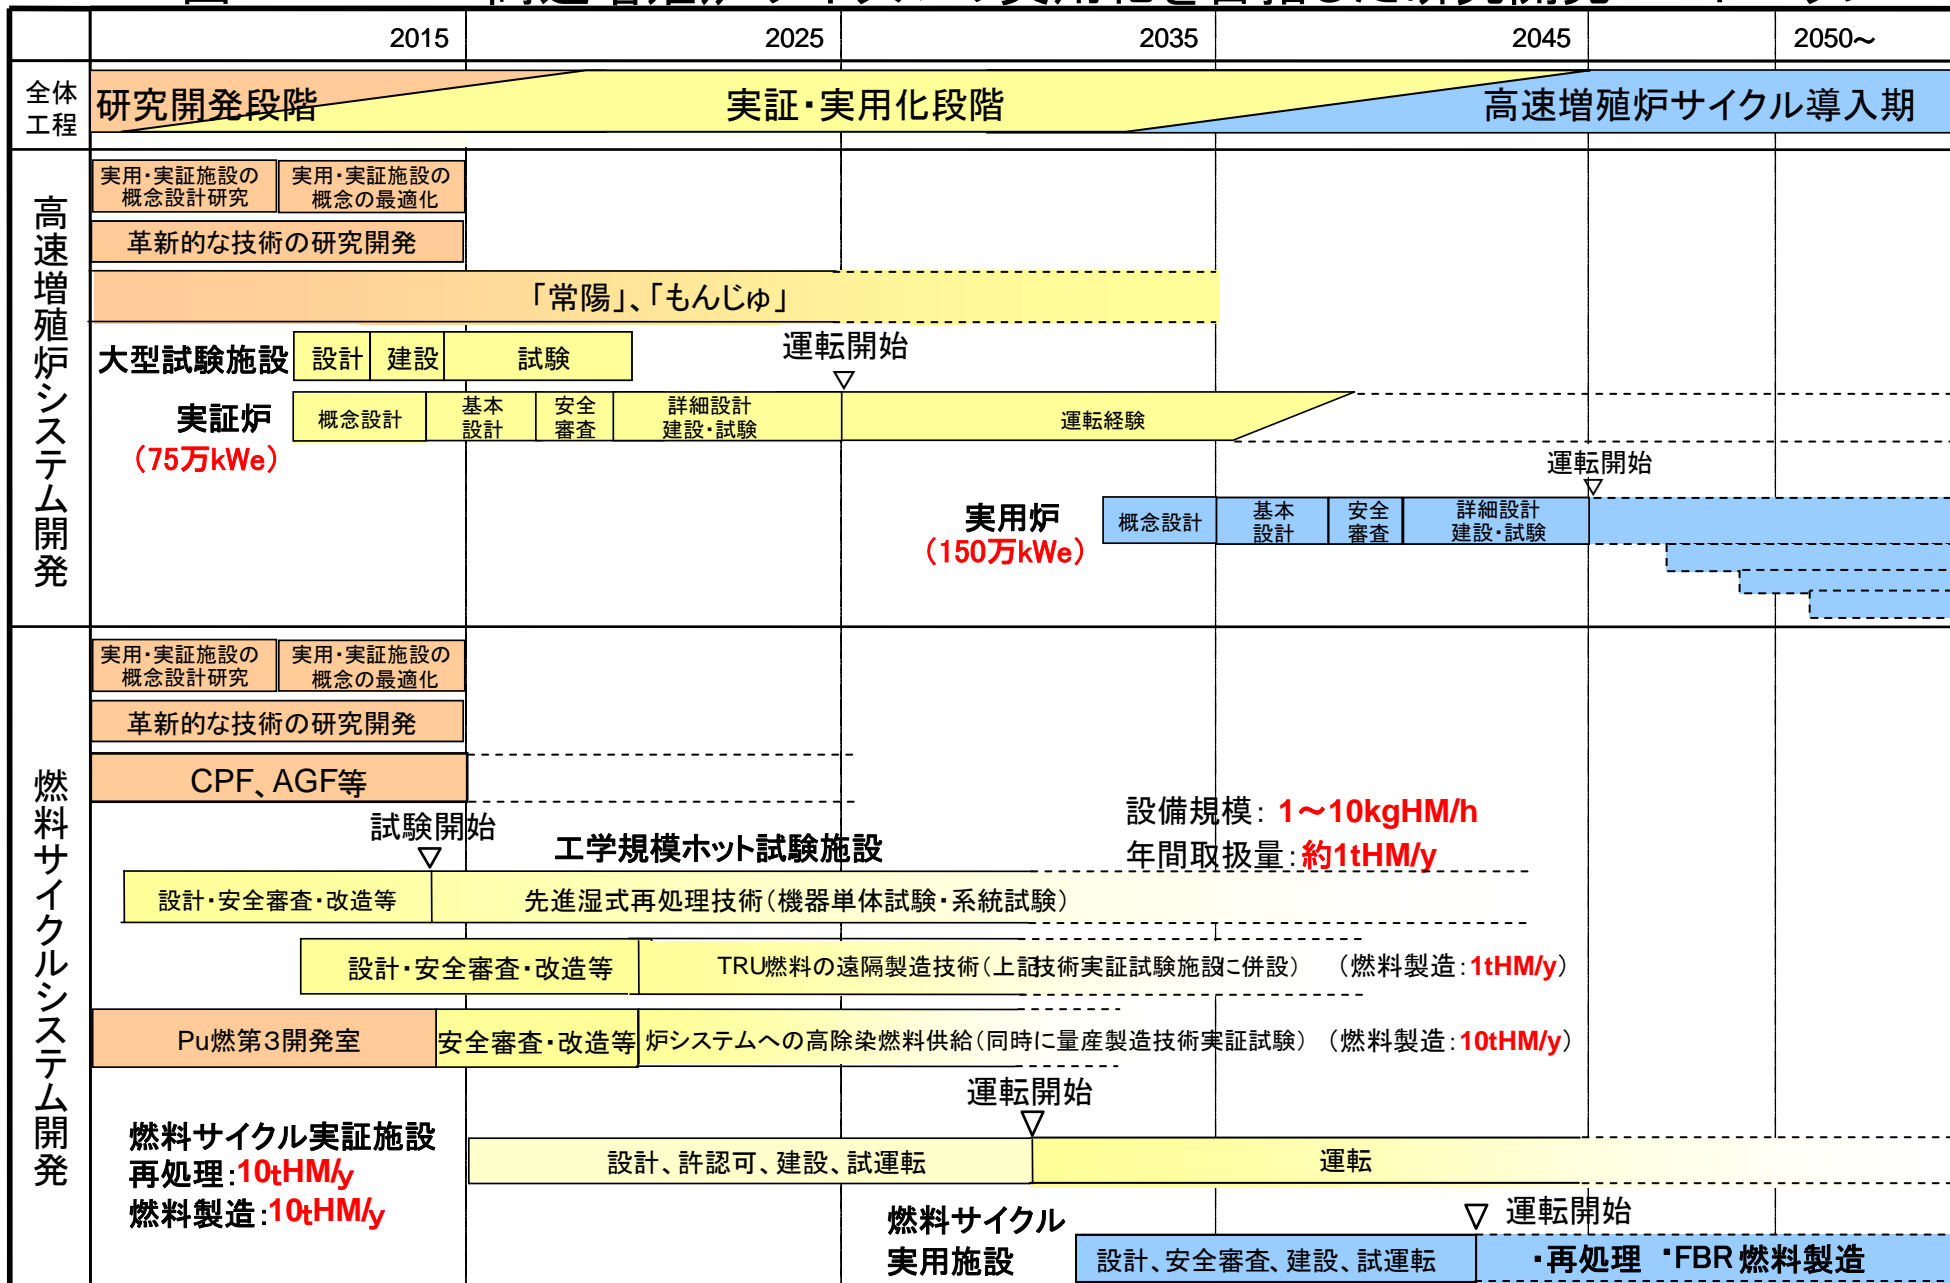 2015 2025 2035 2045 2050～
全体
工程
研究開発段階 実証・実用化段階 高速増殖炉サイクル導入期
高速増殖炉システム開発
実用・実証施設の
概念設計研究
実用・実証施設の
概念の最適化
革新的な技術の研究開発
「常陽」、「もんじゅ」
大型試験施設 設計 建設 試験
運転開始
▽
実証炉
（75万kWe）
概念設計
基本
設計
安全
審査
詳細設計
建設・試験
運転経験
運転開始
▽
実用炉
（150万kWe）
概念設計
基本
設計
安全
審査
詳細設計
建設・試験
燃料サイクルシステム開発
実用・実証施設の
概念設計研究
実用・実証施設の
概念の最適化
革新的な技術の研究開発
CPF、AGF等
試験開始
▽
工学規模ホット試験施設
設備規模： 1～10kgHM/h
年間取扱量：約1tHM/y
設計・安全審査・改造等 先進湿式再処理技術（機器単体試験・系統試験）
設計・安全審査・改造等 TRU燃料の遠隔製造技術（上記技術実証試験施設に併設） （燃料製造：1tHM/y）
Pu燃第3開発室 安全審査・改造等 炉システムへの高除染燃料供給（同時に量産製造技術実証試験） （燃料製造：10tHM/y）
運転開始
▽
燃料サイクル実証施設
再処理：10tHM/y
燃料製造：10tHM/y
設計、許認可、建設、試運転 運転
燃料サイクル
実用施設
▽ 運転開始
設計、安全審査、建設、試運転 ・再処理 ・FBR燃料製造